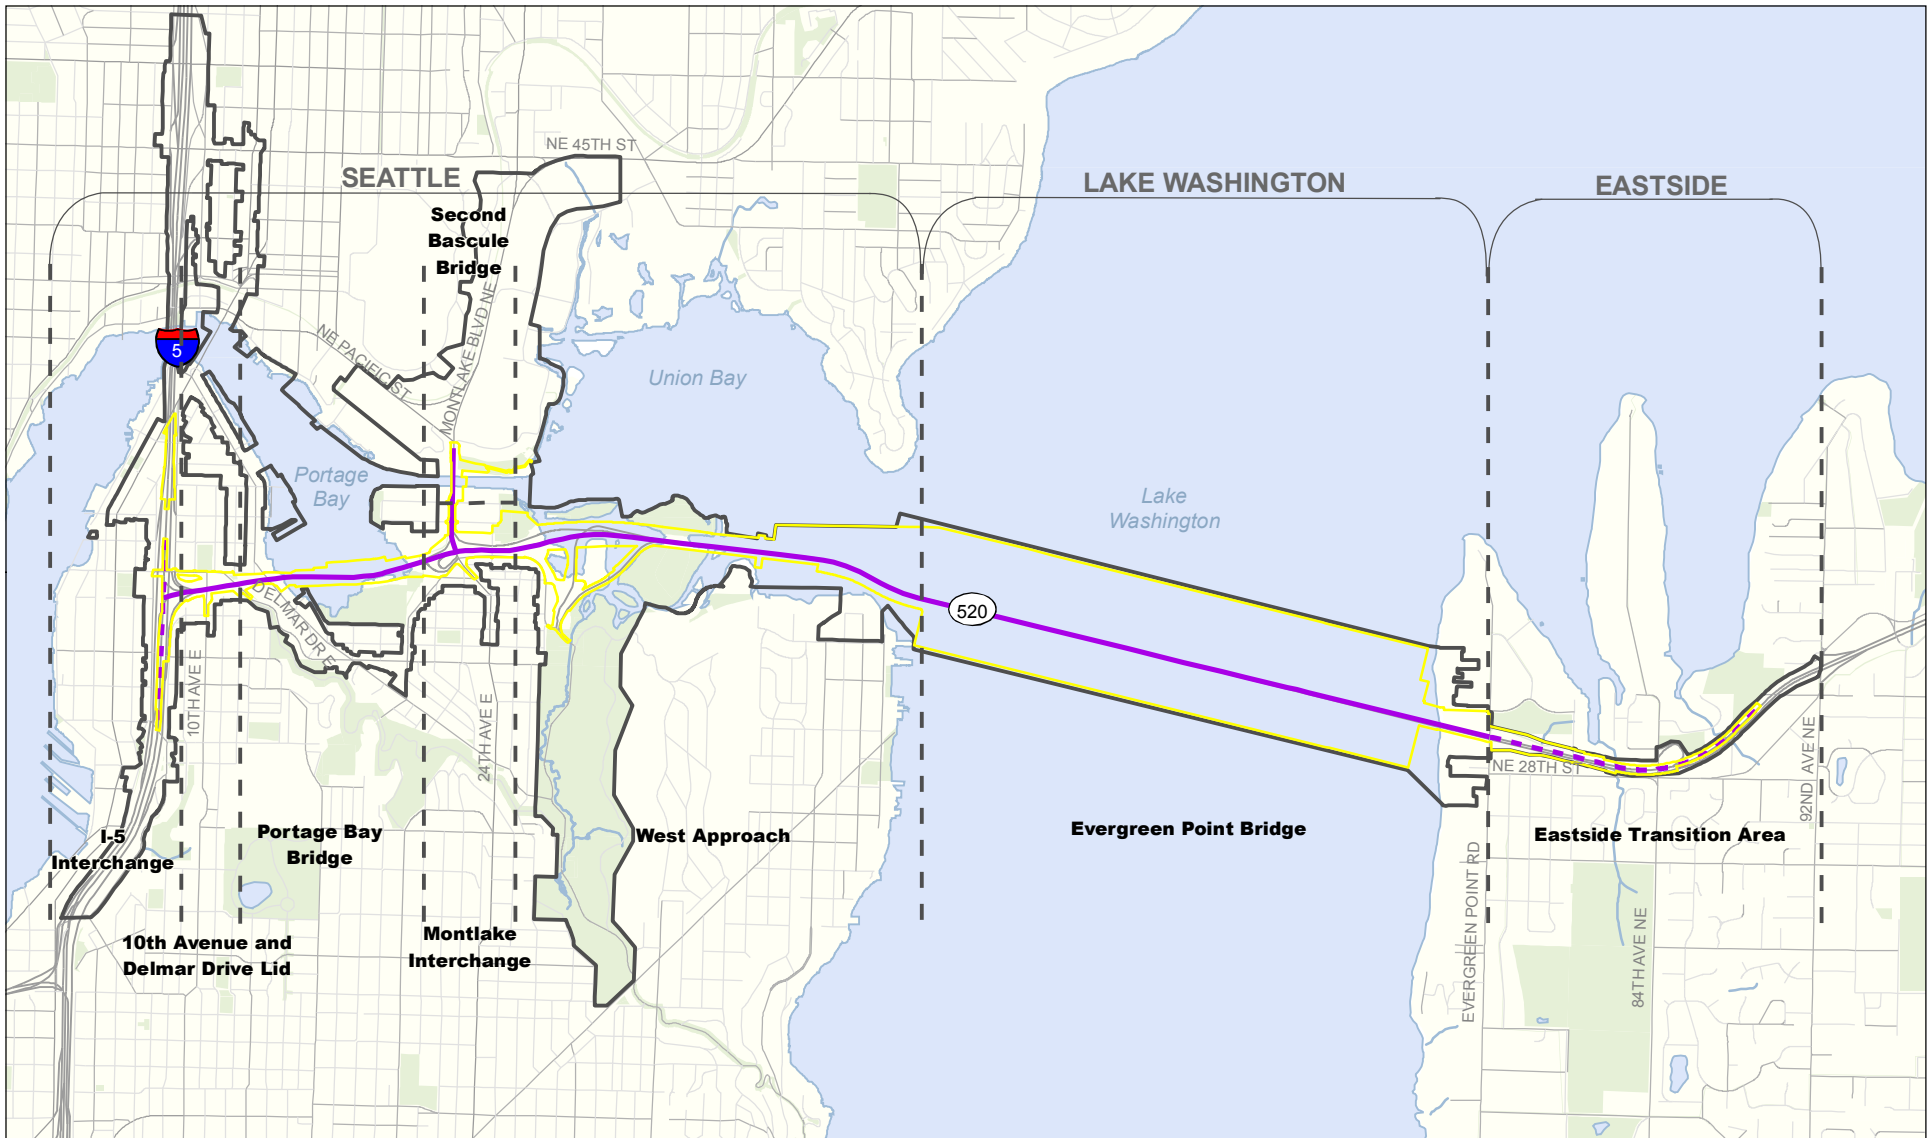 NE 45TH ST
SEATTLE
LAKE WASHINGTON
EASTSIDE
Second
Bascule
Bridge
MONTLAKE BLVD NE
NE PACIFIC ST
5
Union Bay
Portage
Bay
Lake
Washington
520
DELMAR DR E
10TH AVE E
24TH AVE E
NE 28TH ST
92ND AVE NE
I-5
Interchange
Portage Bay
Bridge
West Approach
Evergreen Point Bridge
Eastside Transition Area
EVERGREEN POINT RD
84TH AVE NE
10th Avenue and
Delmar Drive Lid
Montlake
Interchange